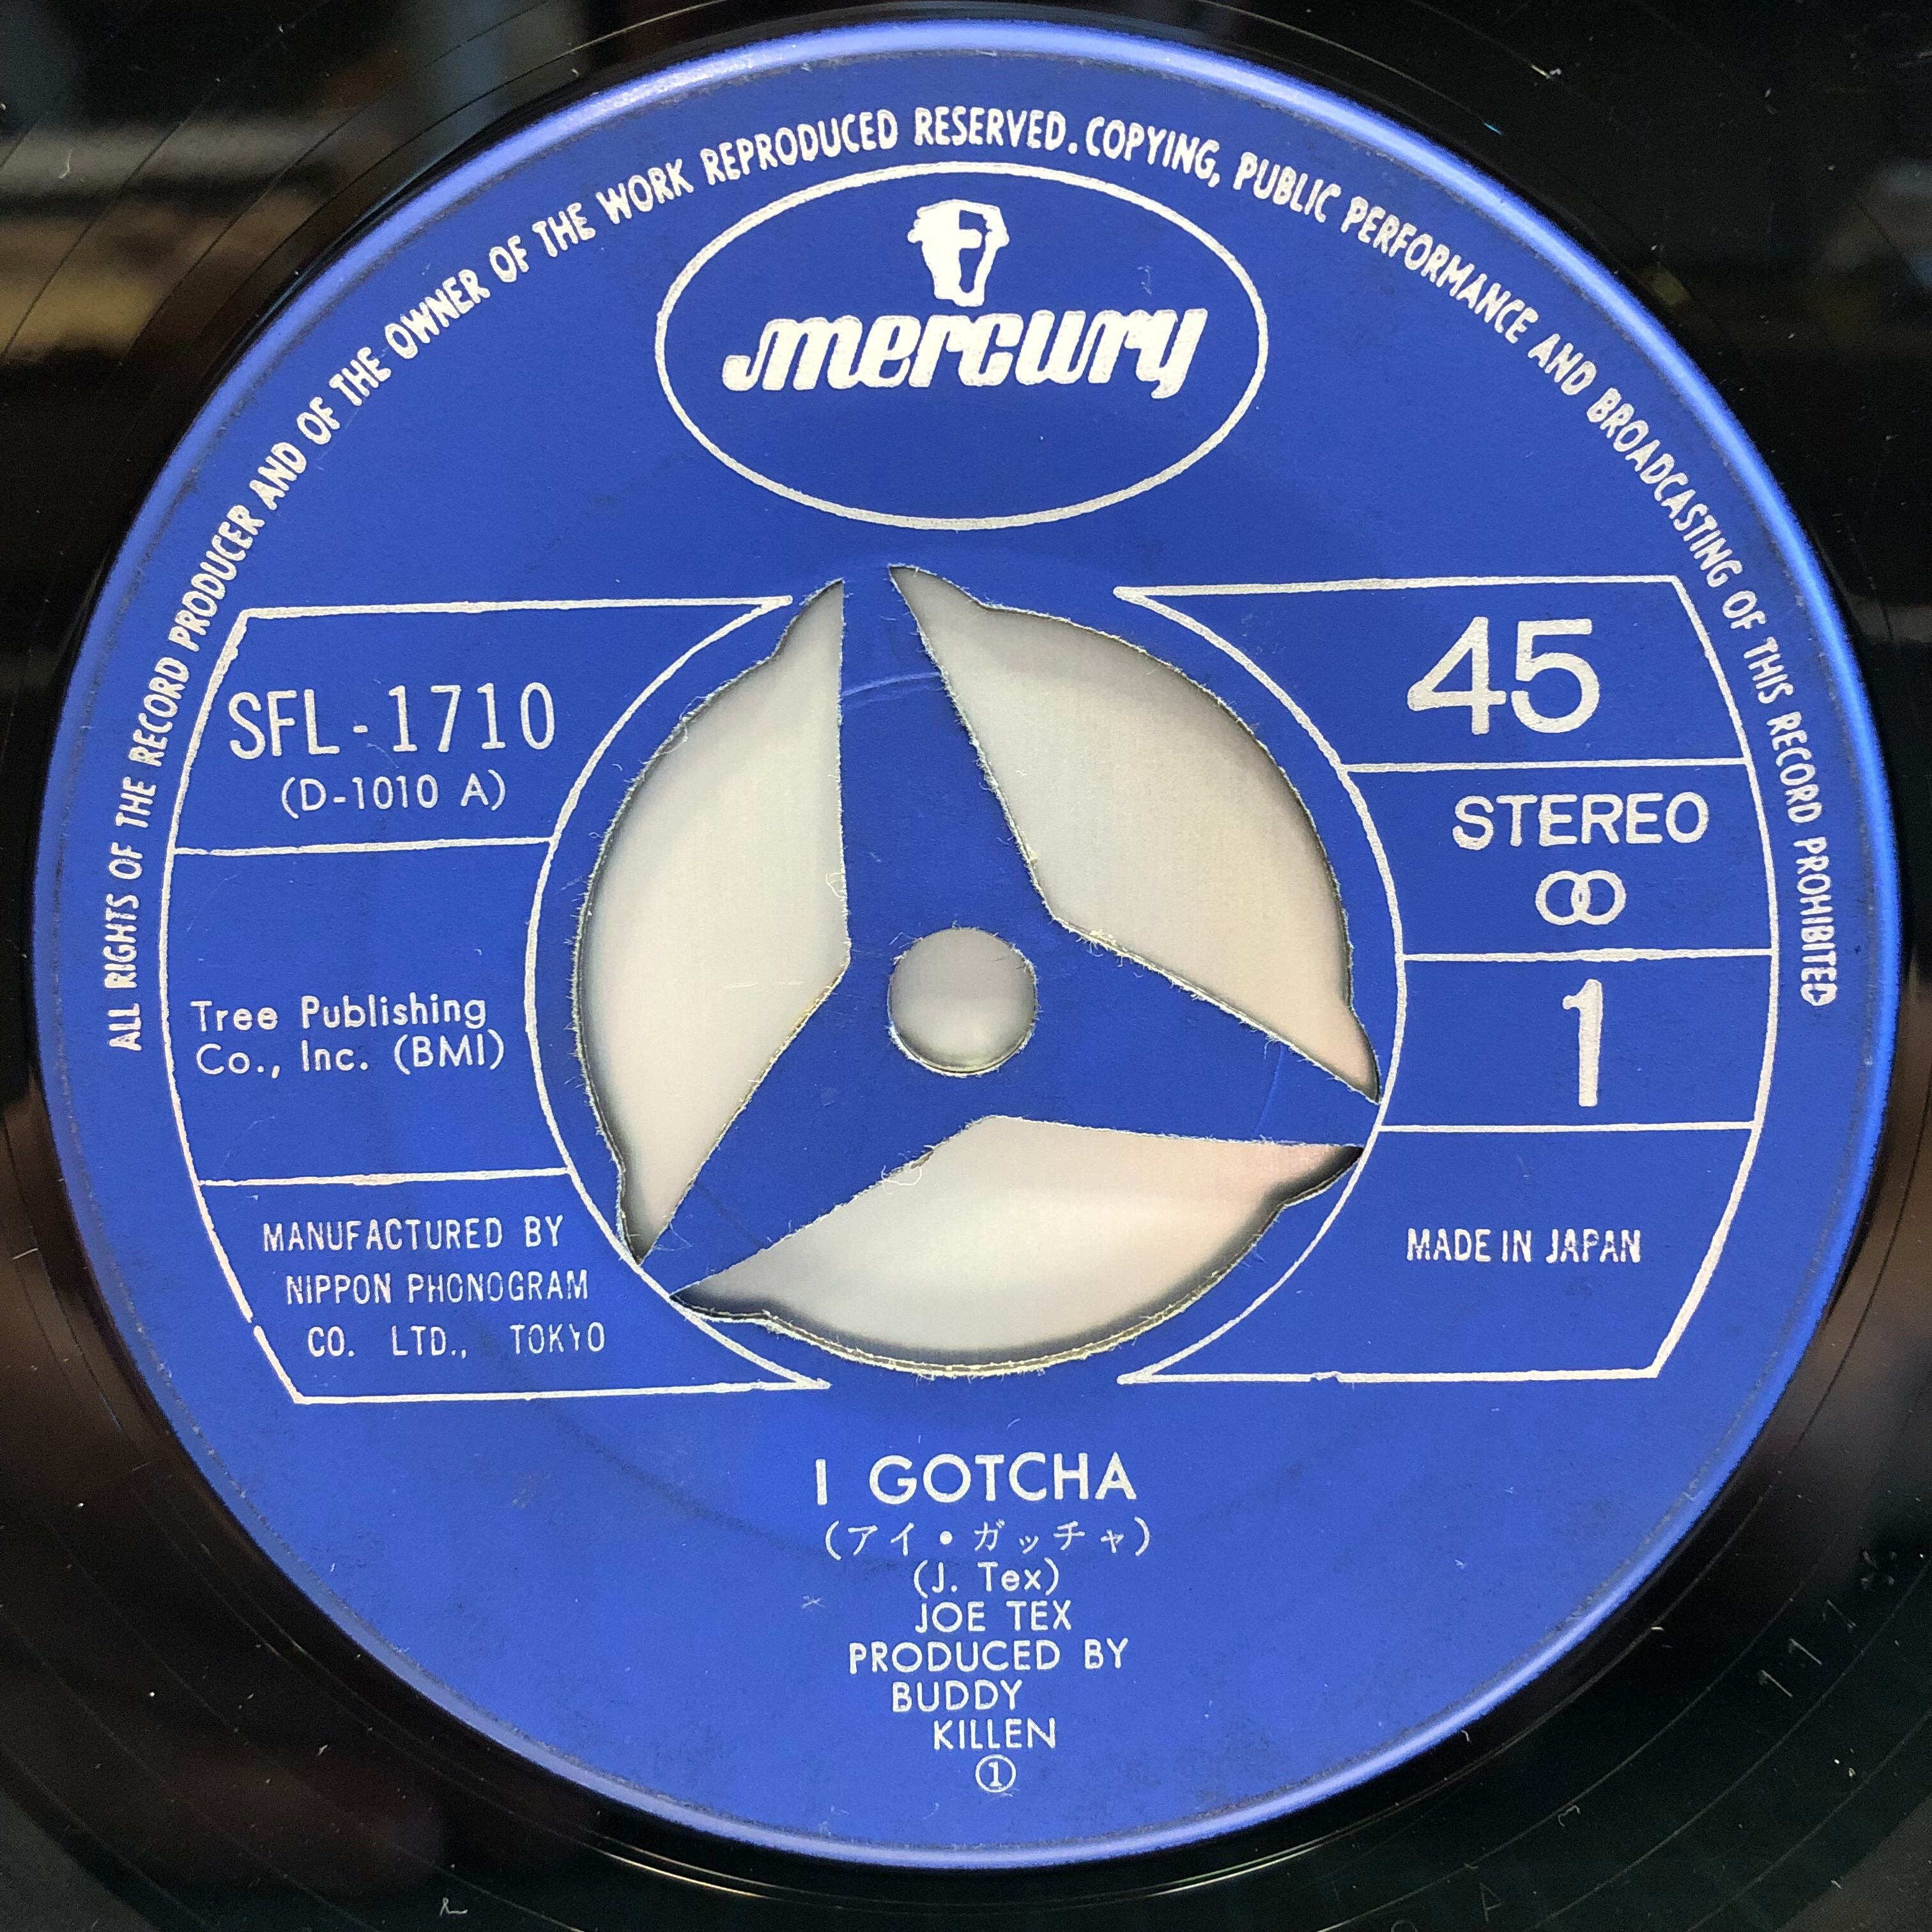 ALL RIGHTS OF THE RECORD PRODUCER AND OF THE OWNER OF THE WORK REPRODUCED RESERVED. COPYING, PUBLIC PERFORMANCE AND BROADCASTING OF THIS RECORD PROHIBITED
mercury
SFL-1710
(D-1010 A)
Tree Publishing
Co., Inc. (BMI)
MANUFACTURED BY
NIPPON PHONOGRAM
CO. LTD., TOKYO
45
STEREO
1
MADE IN JAPAN
I GOTCHA
(アイ・ガッチャ)
(J. Tex)
JOE TEX
PRODUCED BY
BUDDY
KILLEN
①